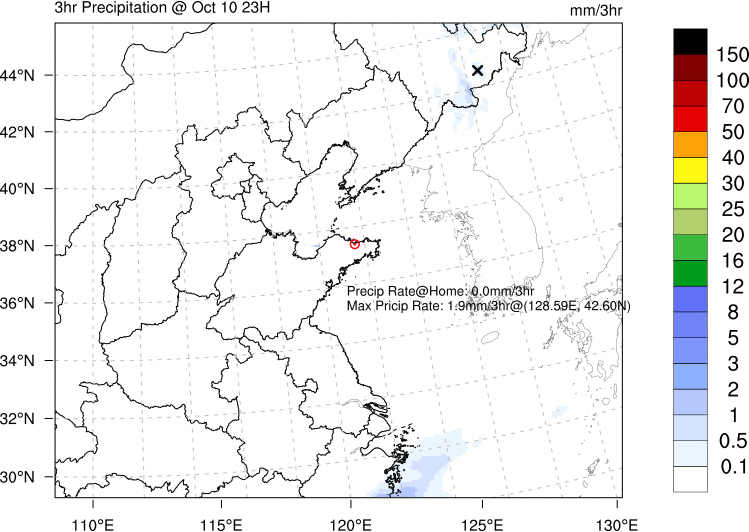 3hr Precipitation @ Oct 10 23H
mm/3hr
44°N
42°N
40°N
38°N
36°N
34°N
32°N
30°N
Precip Rate@Home: 0.0mm/3hr
Max Pricip Rate: 1.9mm/3hr@(128.59E, 42.60N)
110°E 115°E 120°E 125°E 130°E
150
100
70
50
40
30
25
20
16
12
8
5
3
2
1
0.5
0.1